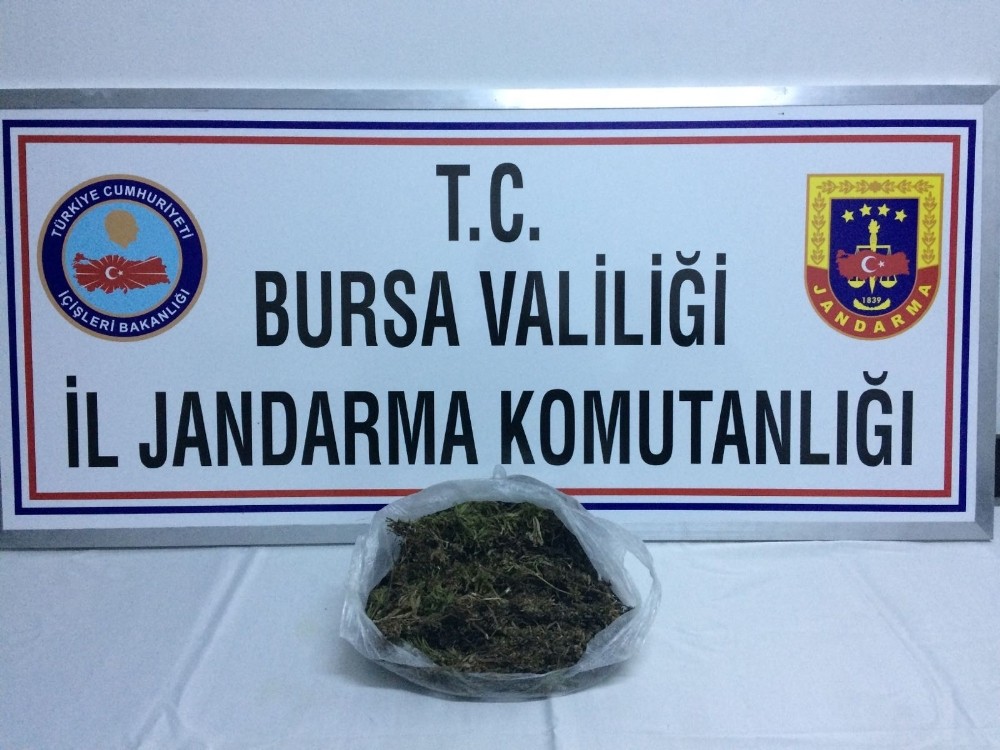 T.C.
BURSA VALİLİĞİ
İL JANDARMA KOMUTANLIĞI
TÜRKİYE CUMHURİYETİ
İÇİŞLERİ BAKANLIĞI
1839
JANDARMA